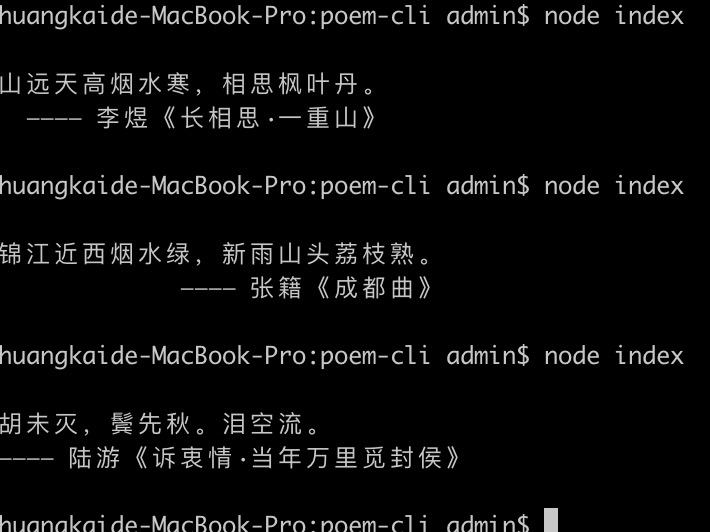 huangkaide-MacBook-Pro:poem-cli admin$ node index
山远天高烟水寒，相思枫叶丹。
———— 李煜《长相思·一重山》
huangkaide-MacBook-Pro:poem-cli admin$ node index
锦江近西烟水绿，新雨山头荔枝熟。
———— 张籍《成都曲》
huangkaide-MacBook-Pro:poem-cli admin$ node index
胡未灭，鬓先秋。泪空流。
———— 陆游《诉衷情·当年万里觅封侯》
huangkaide-MacBook-Pro:poem-cli admin$